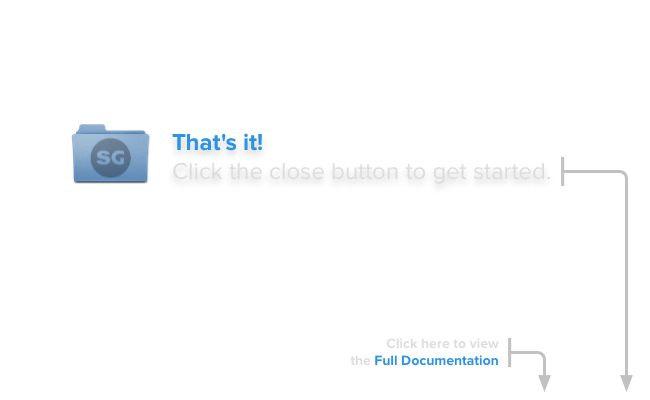 SG
That's it!
Click the close button to get started.
Click here to view
the Full Documentation